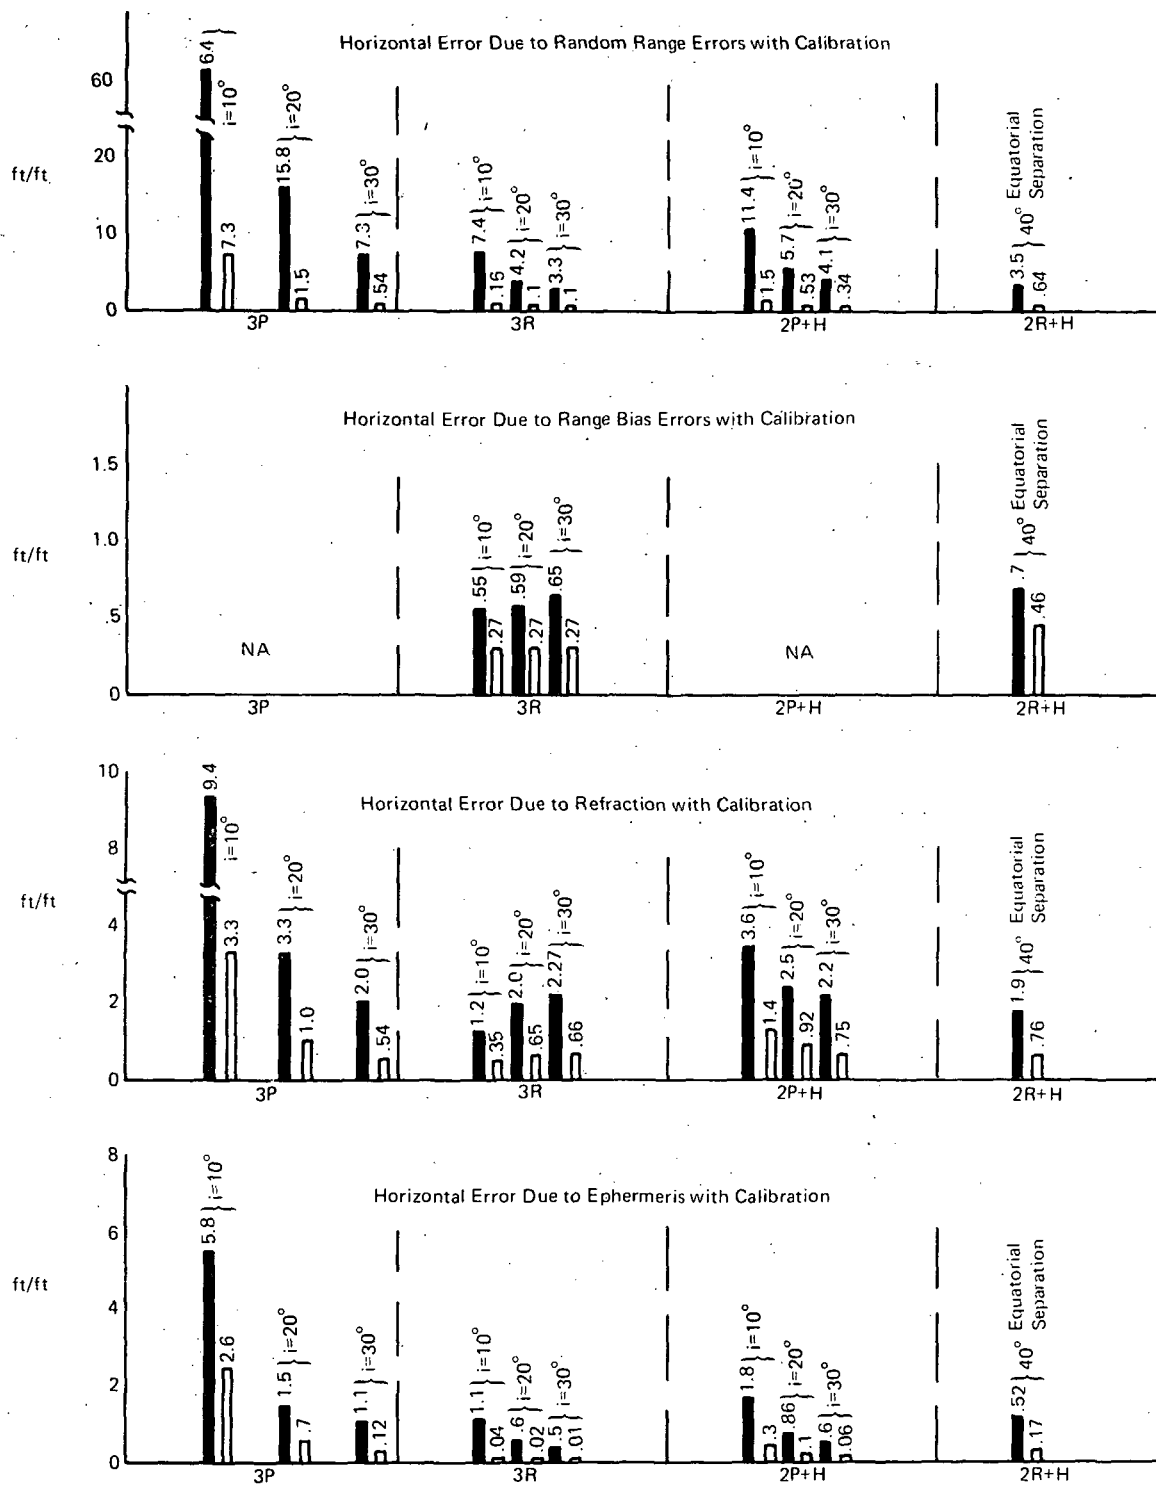 Horizontal Error Due to Random Range Errors with Calibration
ft/ft
60
20
10
0
6.4 } i=10°
7.3
15.8 } i=20°
1.5
7.3 } i=30°
.54
7.4 } i=10°
.16
4.2 } i=20°
.1
3.3 } i=30°
.1
11.4 } i=10°
1.5
5.7 } i=20°
.53
4.1 } i=30°
.34
3.5 } 40° Equatorial
Separation
.64
3P
3R
2P+H
2R+H
Horizontal Error Due to Range Bias Errors with Calibration
ft/ft
1.5
1.0
.5
0
NA
.55 } i=10°
.27
.59 } i=20°
.27
.65 } i=30°
.27
NA
.7 } 40° Equatorial
Separation
.46
3P
3R
2P+H
2R+H
Horizontal Error Due to Refraction with Calibration
ft/ft
10
8
4
2
0
9.4
i=10°
3.3
3.3 } i=20°
1.0
2.0 } i=30°
.54
1.2 } i=10°
.35
2.0 } i=20°
.65
2.27 } i=30°
.66
3.6 } i=10°
1.4
2.5 } i=20°
.92
2.2 } i=30°
.75
1.9 } 40° Equatorial
Separation
.76
3P
3R
2P+H
2R+H
Horizontal Error Due to Ephermeris with Calibration
ft/ft
8
6
4
2
0
5.8 } i=10°
2.6
1.5 } i=20°
.7
1.1 } i=30°
.12
1.1 } i=10°
.04
.6 } i=20°
.02
.5 } i=30°
.01
1.8 } i=10°
.3
.86 } i=20°
.1
.6 } i=30°
.06
.52 } 40° Equatorial
Separation
.17
3P
3R
2P+H
2R+H